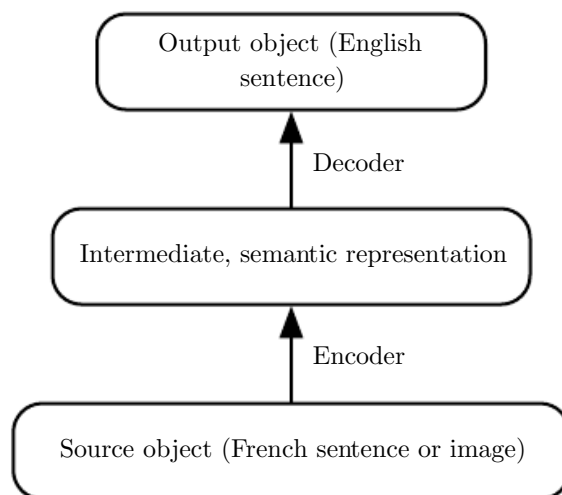 Output object (English
sentence)
Decoder
Intermediate, semantic representation
Encoder
Source object (French sentence or image)